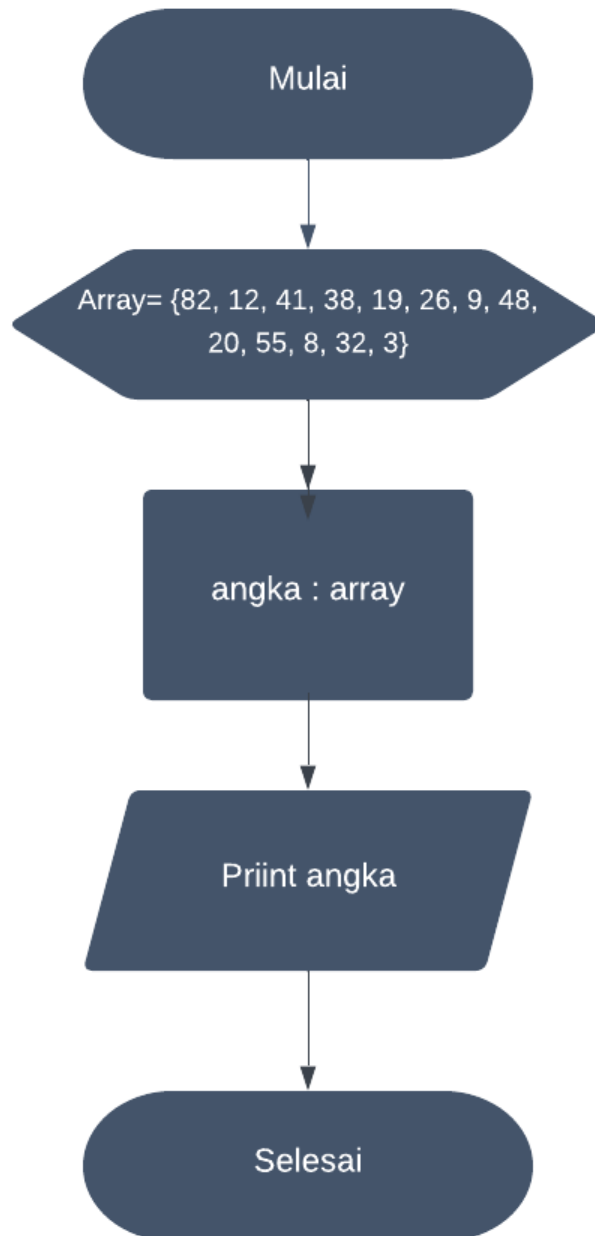 Mulai
Array= {82, 12, 41, 38, 19, 26, 9, 48,
20, 55, 8, 32, 3}
angka : array
Priint angka
Selesai